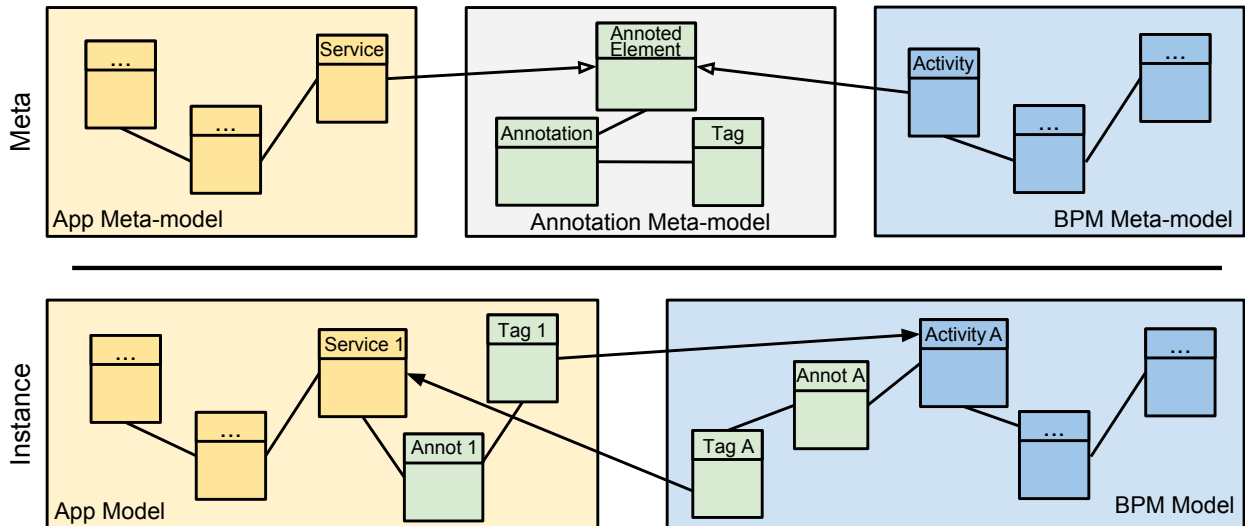 Meta
...
...
Service
App Meta-model
Annoted
Element
Annotation
Tag
Annotation Meta-model
Activity
...
...
BPM Meta-model
Instance
...
...
Service 1
Annot 1
Tag 1
App Model
Tag A
Annot A
Activity A
...
...
BPM Model